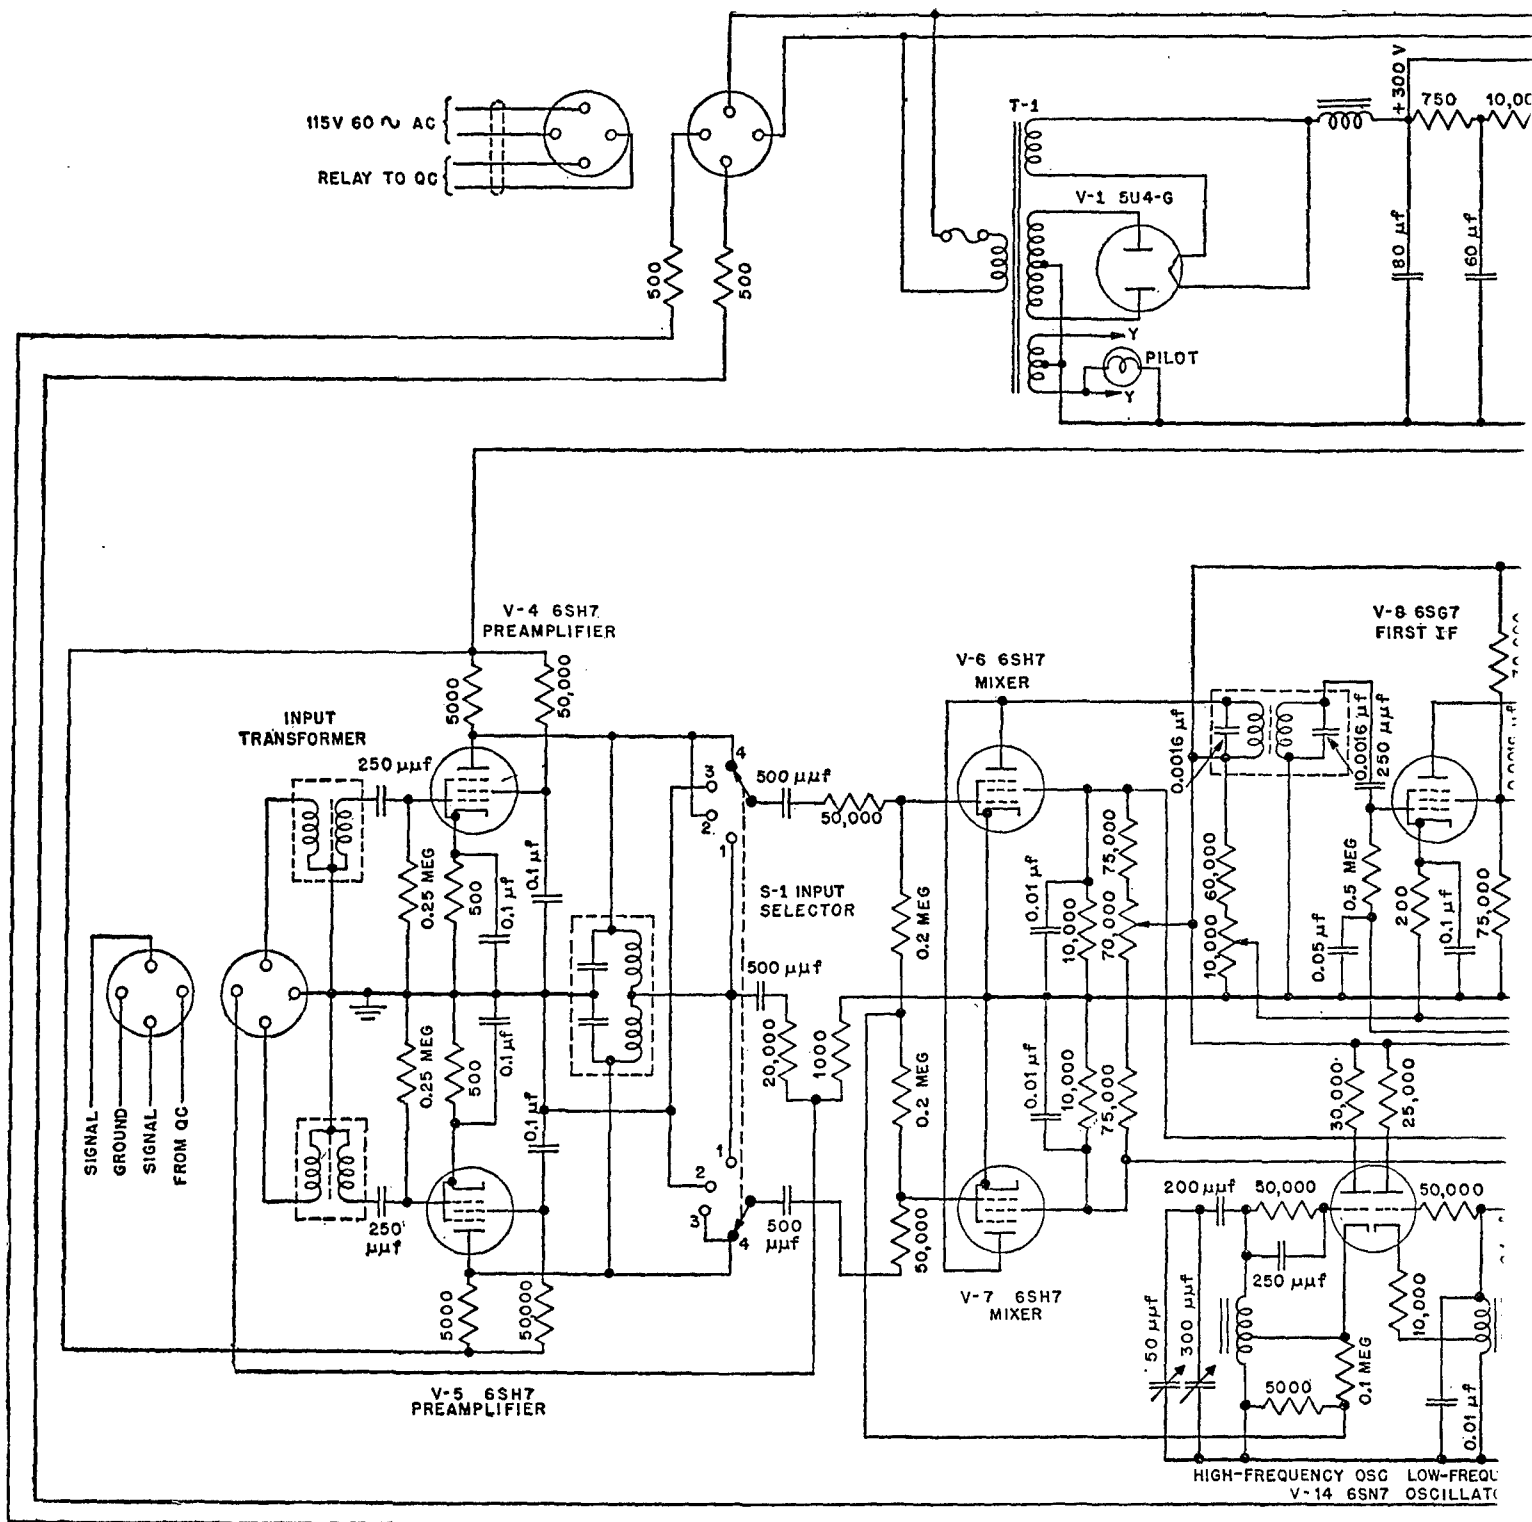 115V 60 ~ AC
RELAY TO QC
500
500
T-1
V-1 5U4-G
Y
PILOT
Y
+300 V
750
80 µf
60 µf
V-4 6SH7
PREAMPLIFIER
5000
50,000
INPUT
TRANSFORMER
250 µµf
0.25 MEG
500
0.1 µf
0.1 µf
4
3
2
1
S-1 INPUT
SELECTOR
500 µµf
50,000
V-6 6SH7
MIXER
0.2 MEG
0.01 µf
10,000
75,000
70,000
0.0016 µf
0.0016 µf
250 µµf
V-8 6SG7
FIRST IF
60,000
10,000
0.5 MEG
0.05 µf
200
0.1 µf
75,000
SIGNAL
GROUND
SIGNAL
FROM QC
0.25 MEG
500
0.1 µf
0.1 µf
250
µµf
5000
50,000
V-5 6SH7
PREAMPLIFIER
500 µµf
20,000
1000
1
2
3
4
500
µµf
0.2 MEG
50,000
0.01 µf
10,000
75,000
V-7 6SH7
MIXER
30,000
25,000
200 µµf
50,000
50,000
250 µµf
50 µµf
300 µµf
5000
0.1 MEG
10,000
0.01 µf
HIGH-FREQUENCY OSC LOW-FREQU
V-14 6SN7 OSCILLAT